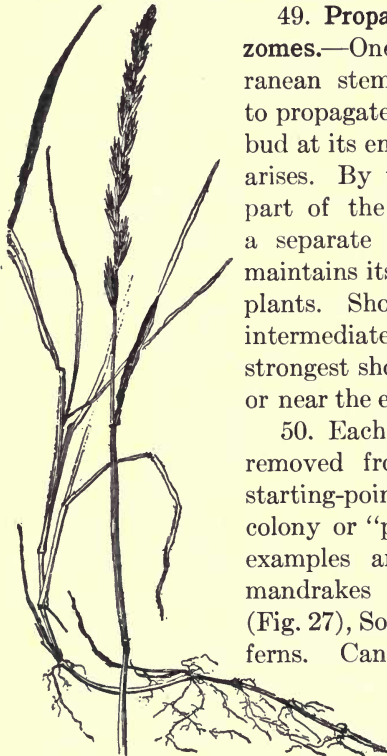 49. Propa
zomes.—One
ranean stem
to propagate
bud at its en
arises. By t
part of the
a separate
maintains its
plants. Sho
intermediate
strongest sho
or near the e
50. Each
removed fro
starting-poin
colony or "p
examples ar
mandrakes
(Fig. 27), So
ferns. Can